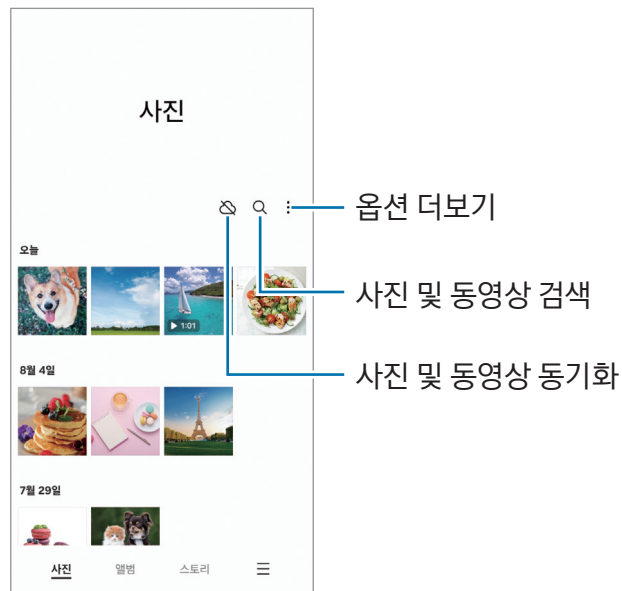 사진
옵션 더보기
오늘
사진 및 동영상 검색
1:01
사진 및 동영상 동기화
8월 4일
7월 29일
사진 앨범 스토리